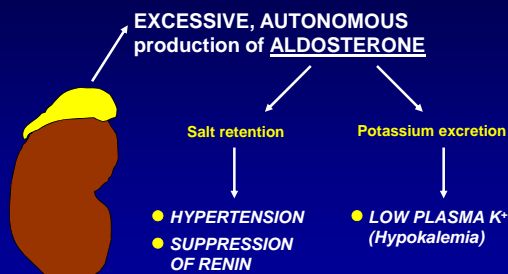 EXCESSIVE, AUTONOMOUS
production of ALDOSTERONE
Salt retention
Potassium excretion
● HYPERTENSION
● SUPPRESSION
OF RENIN
● LOW PLASMA K+
(Hypokalemia)